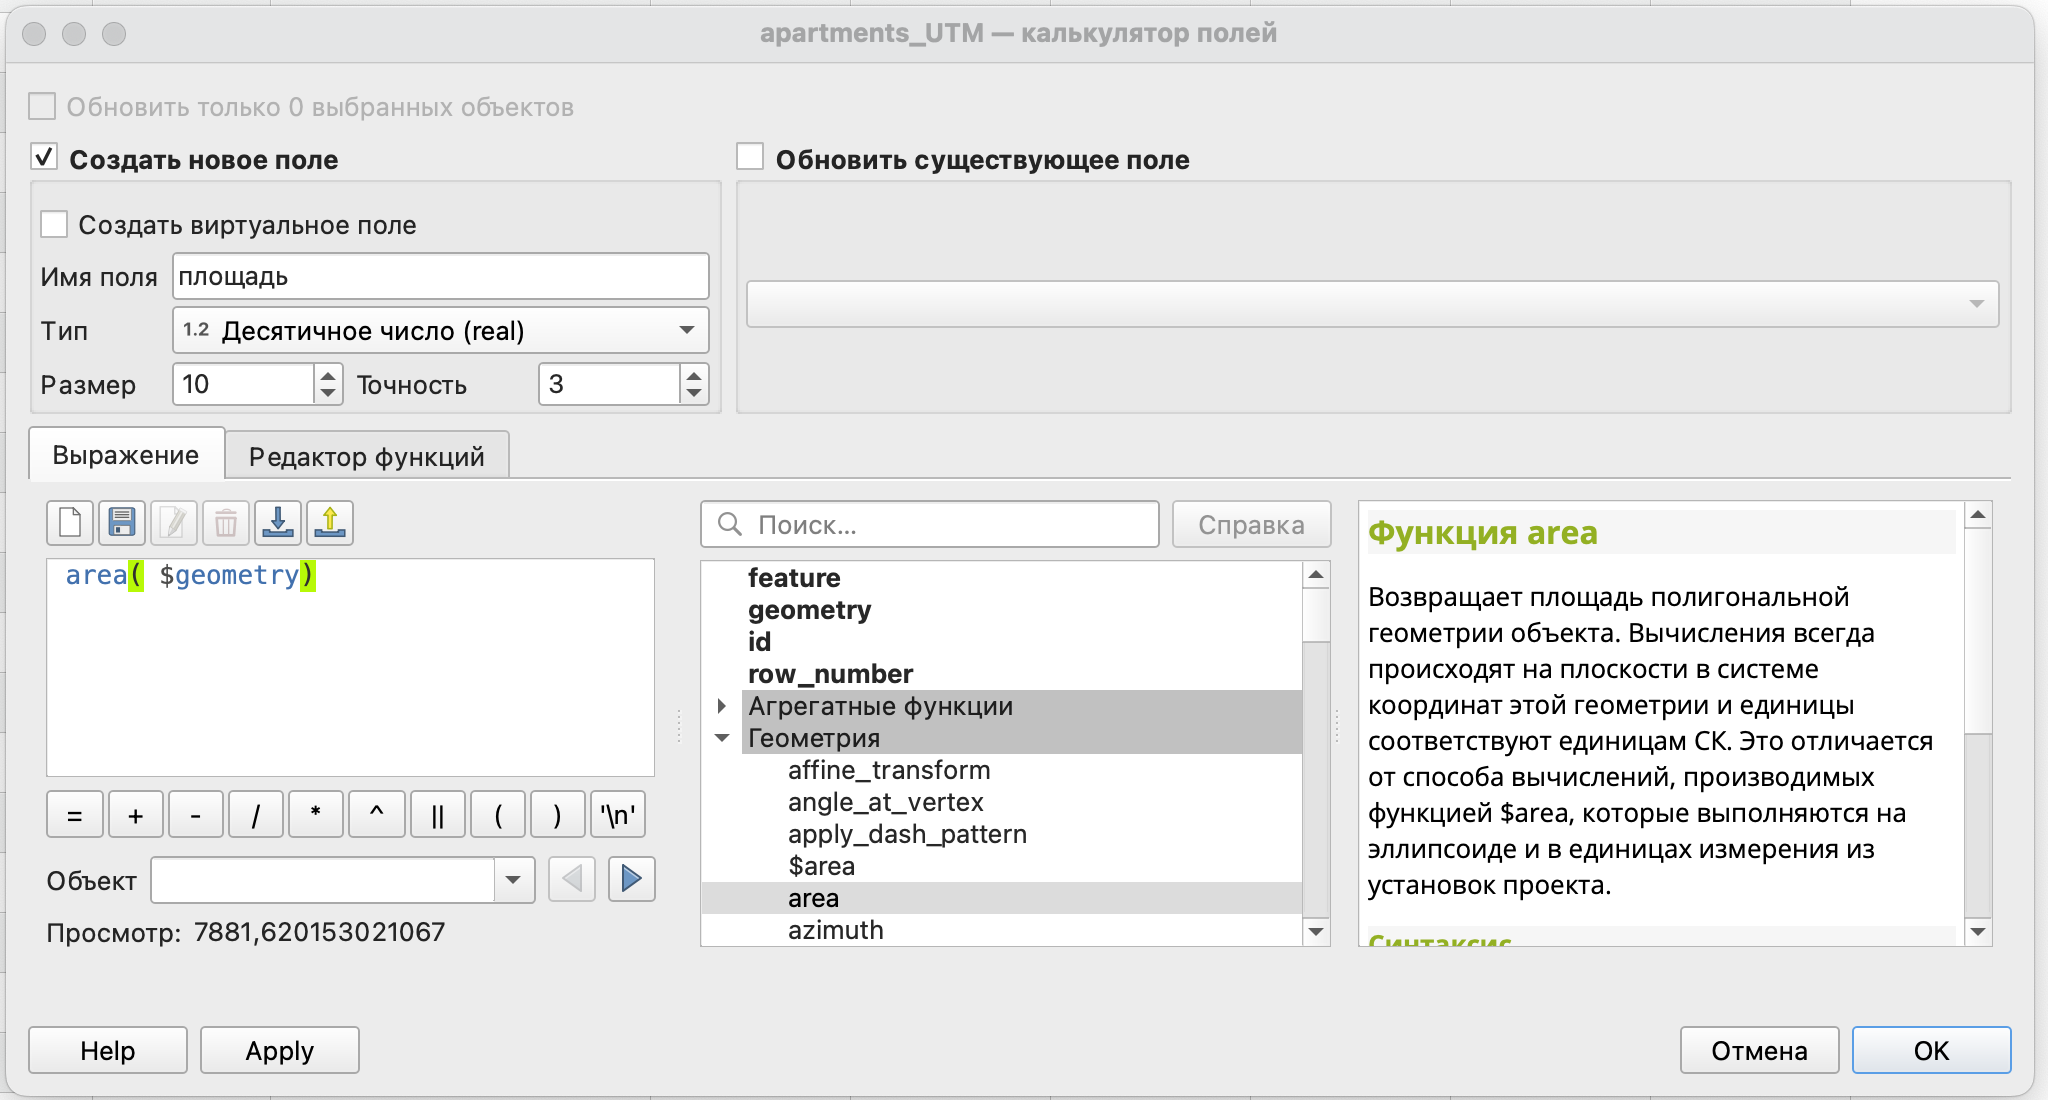 apartments_UTM — калькулятор полей
Обновить только 0 выбранных объектов
Создать новое поле
Обновить существующее поле
Создать виртуальное поле
Имя поля площадь
Тип 1.2 Десятичное число (real)
Размер 10 Точность 3
Выражение Редактор функций
Поиск... Справка
area( $geometry)
= + - / * ^ || ( ) '\n'
Объект
Просмотр: 7881,620153021067
feature
geometry
id
row_number
Агрегатные функции
Геометрия
affine_transform
angle_at_vertex
apply_dash_pattern
$area
area
azimuth
Функция area
Возвращает площадь полигональной
геометрии объекта. Вычисления всегда
происходят на плоскости в системе
координат этой геометрии и единицы
соответствуют единицам СК. Это отличается
от способа вычислений, производимых
функцией $area, которые выполняются на
эллипсоиде и в единицах измерения из
установок проекта.
Синтаксис
Help Apply Отмена OK